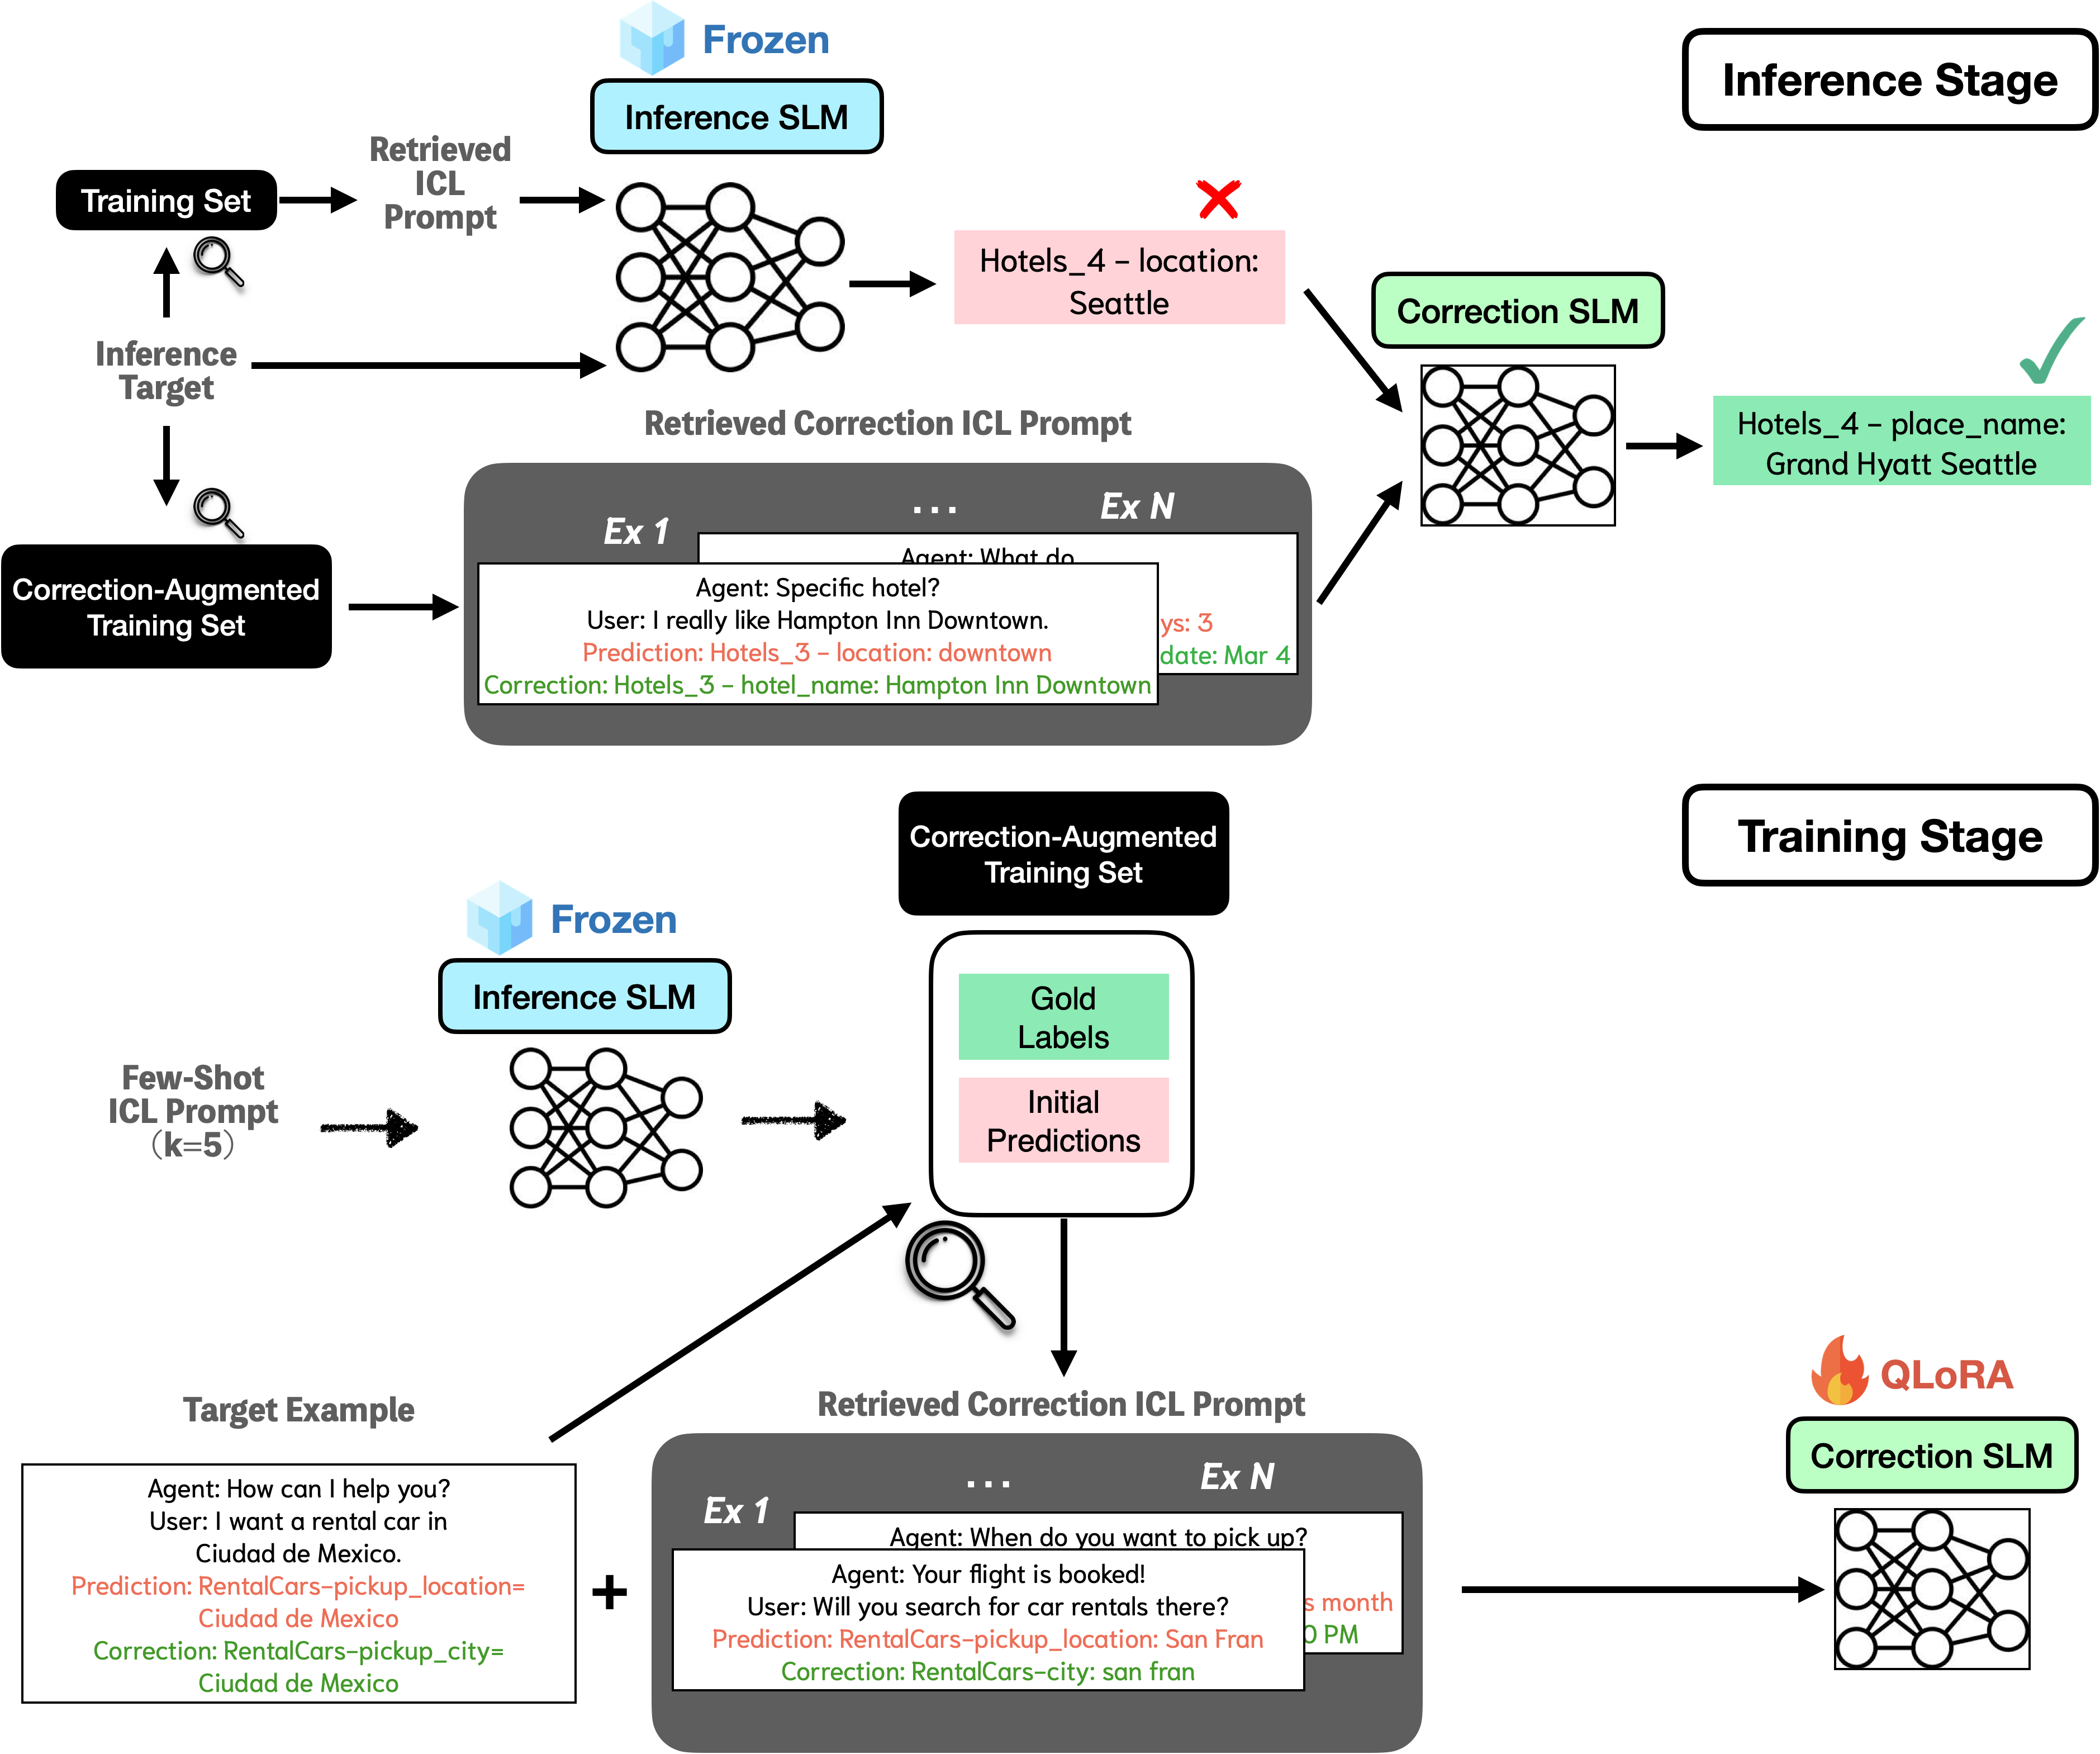 Frozen
Inference SLM
Inference Stage
Retrieved
ICL
Prompt
Training Set
Hotels_4 – location:
Seattle
Correction SLM
Inference
Target
Hotels_4 – place_name:
Grand Hyatt Seattle
Retrieved Correction ICL Prompt
Ex 1
...
Ex N
Agent: What do
Agent: Specific hotel?
User: I really like Hampton Inn Downtown.
Prediction: Hotels_3 – location: downtown
Correction: Hotels_3 – hotel_name: Hampton Inn Downtown
ys: 3
date: Mar 4
Correction-Augmented
Training Set
Training Stage
Correction-Augmented
Training Set
Frozen
Inference SLM
Gold
Labels
Initial
Predictions
Few-Shot
ICL Prompt
(k=5)
Target Example
Agent: How can I help you?
User: I want a rental car in
Ciudad de Mexico.
Prediction: RentalCars-pickup_location=
Ciudad de Mexico
Correction: RentalCars-pickup_city=
Ciudad de Mexico
+
Retrieved Correction ICL Prompt
Ex 1
...
Ex N
Agent: When do you want to pick up?
Agent: Your flight is booked!
User: Will you search for car rentals there?
Prediction: RentalCars-pickup_location: San Fran
Correction: RentalCars-city: san fran
s month
0 PM
QLoRA
Correction SLM